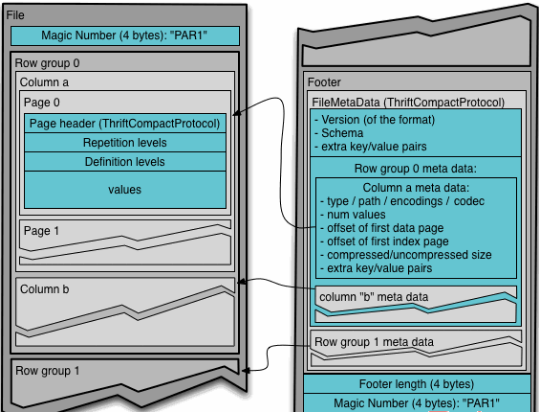 File
Magic Number (4 bytes): "PAR1"
Row group 0
Column a
Page 0
Page header (ThriftCompactProtocol)
Repetition levels
Definition levels
values
Page 1
Column b
Row group 1
Footer
FileMetaData (ThriftCompactProtocol)
- Version (of the format)
- Schema
- extra key/value pairs
Row group 0 meta data:
Column a meta data:
- type / path / encodings / codec
- num values
- offset of first data page
- offset of first index page
- compressed/uncompressed size
- extra key/value pairs
column "b" meta data
Row group 1 meta data
Footer length (4 bytes)
Magic Number (4 bytes): "PAR1"